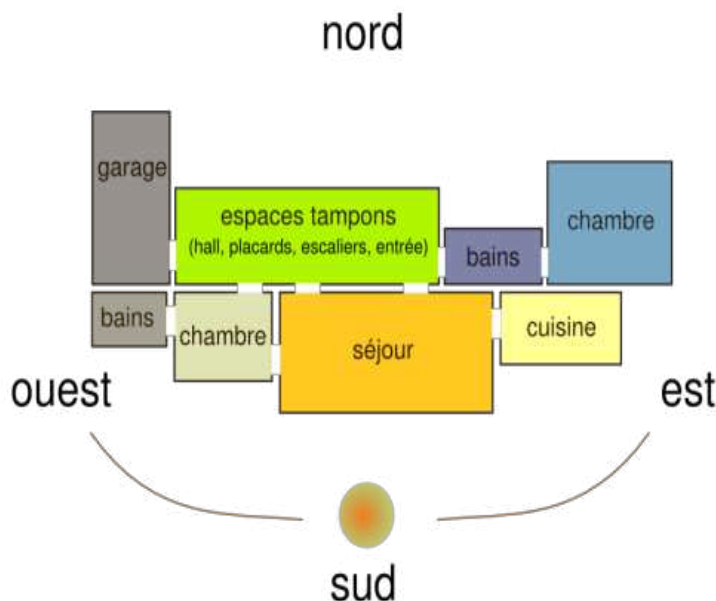 nord
garage
espaces tampons
(hall, placards, escaliers, entrée)
bains
chambre
bains
chambre
séjour
cuisine
ouest
est
sud